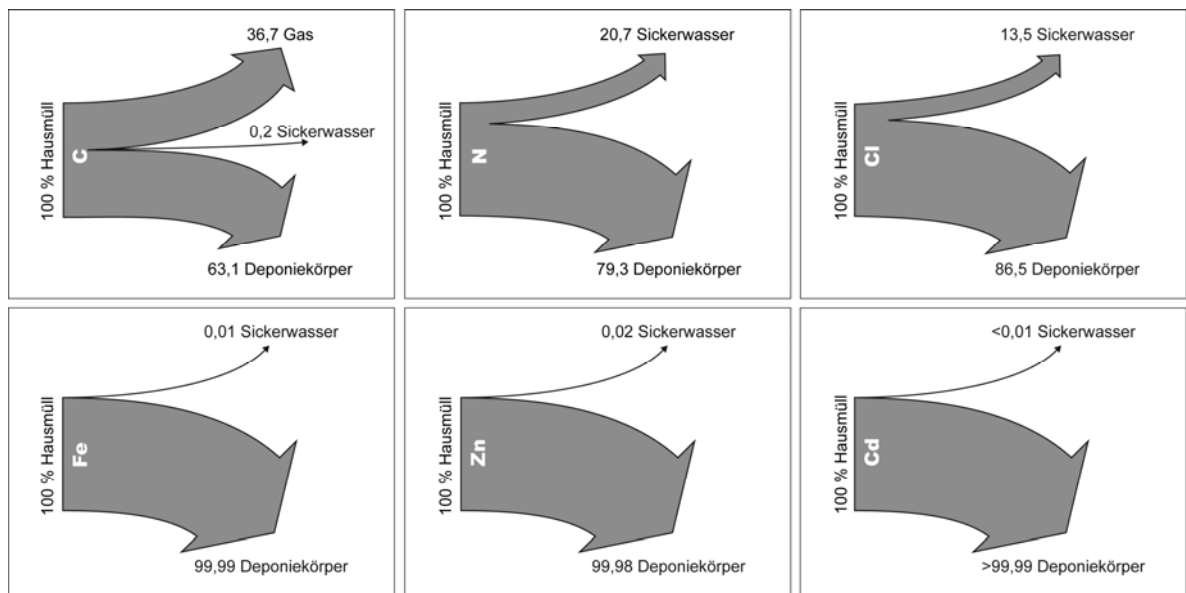 36,7 Gas
100 % Hausmüll
C
0,2 Sickerwasser
63,1 Deponiekörper
20,7 Sickerwasser
100 % Hausmüll
N
79,3 Deponiekörper
13,5 Sickerwasser
100 % Hausmüll
Cl
86,5 Deponiekörper
0,01 Sickerwasser
100 % Hausmüll
Fe
99,99 Deponiekörper
0,02 Sickerwasser
100 % Hausmüll
Zn
99,98 Deponiekörper
<0,01 Sickerwasser
100 % Hausmüll
Cd
>99,99 Deponiekörper